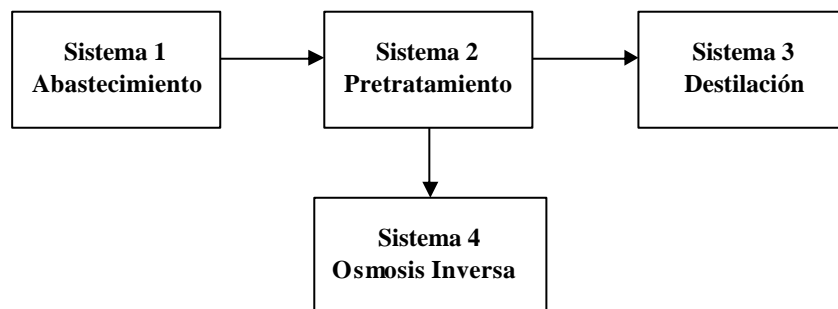 Sistema 1
Abastecimiento
Sistema 2
Pretratamiento
Sistema 3
Destilación
Sistema 4
Osmosis Inversa